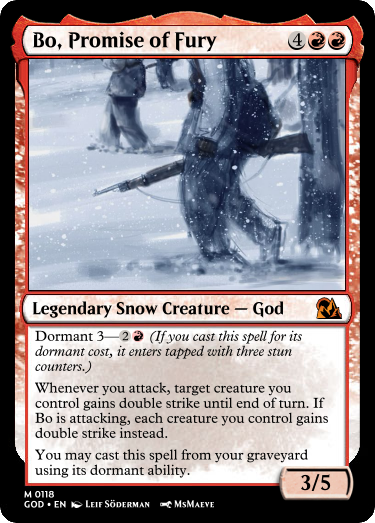 Bo, Promise of Fury 4
Legendary Snow Creature — God
Dormant 3—2 (If you cast this spell for its
dormant cost, it enters tapped with three stun
counters.)
Whenever you attack, target creature you
control gains double strike until end of turn. If
Bo is attacking, each creature you control gains
double strike instead.
You may cast this spell from your graveyard
using its dormant ability.
3/5
M 0118
GOD • EN Leif Söderman MsMaeve